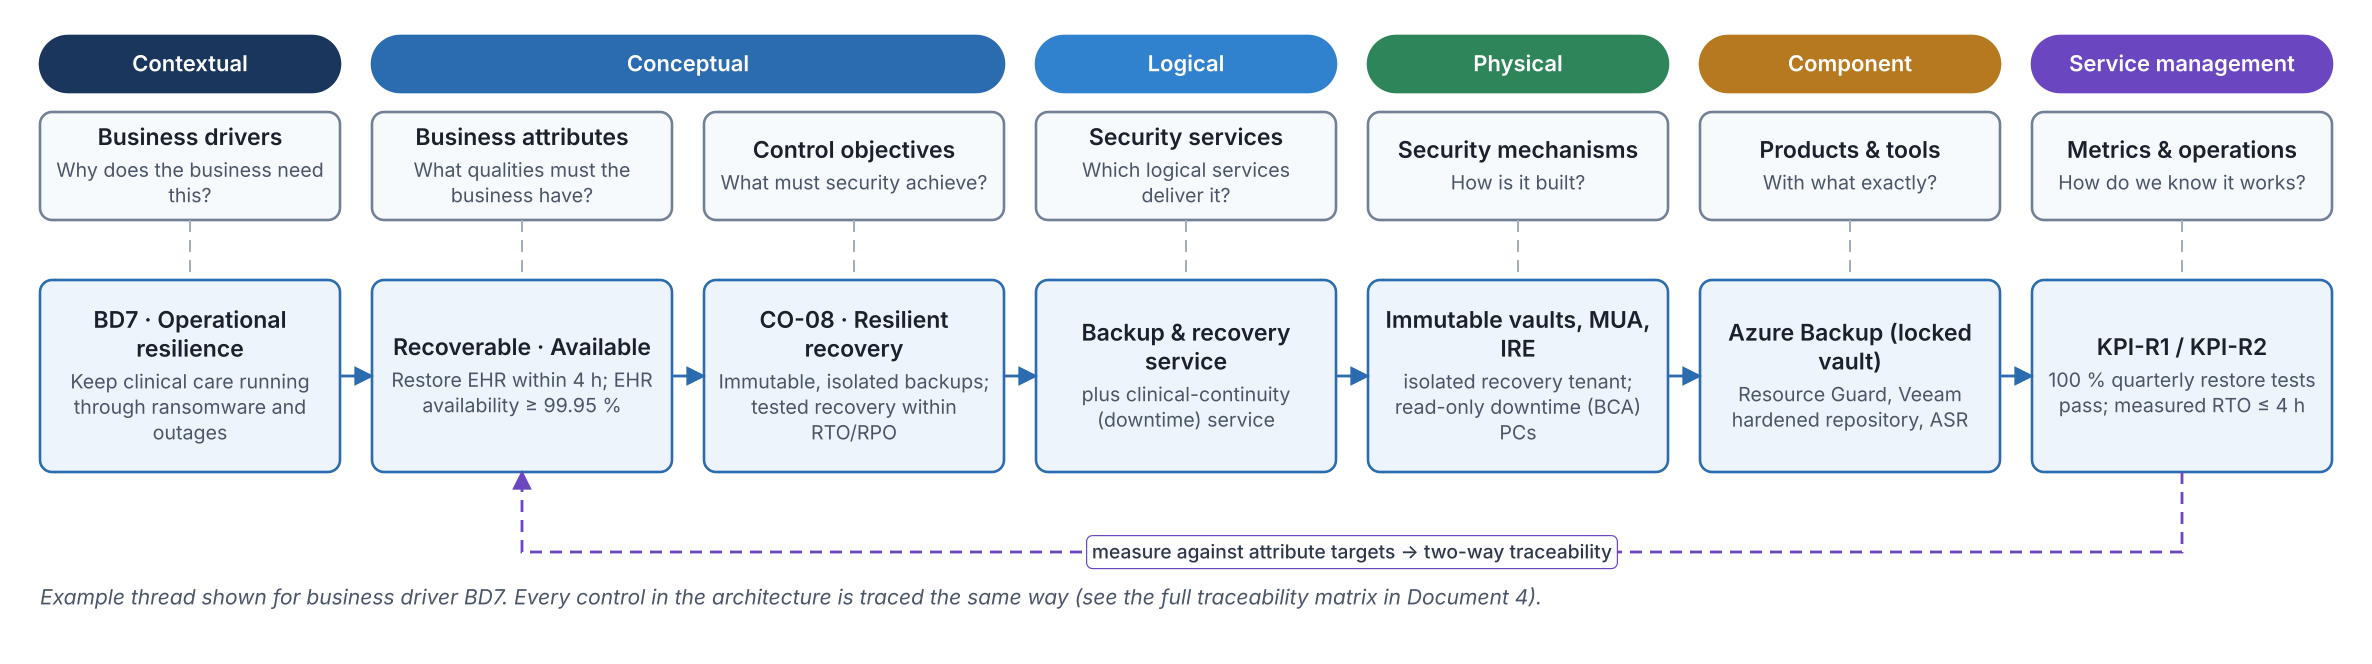 Contextual
Conceptual
Logical
Physical
Component
Service management
Business drivers
Why does the business need
this?
Business attributes
What qualities must the
business have?
Control objectives
What must security achieve?
Security services
Which logical services
deliver it?
Security mechanisms
How is it built?
Products & tools
With what exactly?
Metrics & operations
How do we know it works?
BD7 · Operational
resilience
Keep clinical care running
through ransomware and
outages
Recoverable · Available
Restore EHR within 4 h; EHR
availability ≥ 99.95 %
CO-08 · Resilient
recovery
Immutable, isolated backups;
tested recovery within
RTO/RPO
Backup & recovery
service
plus clinical-continuity
(downtime) service
Immutable vaults, MUA,
IRE
isolated recovery tenant;
read-only downtime (BCA)
PCs
Azure Backup (locked
vault)
Resource Guard, Veeam
hardened repository, ASR
KPI-R1 / KPI-R2
100 % quarterly restore tests
pass; measured RTO ≤ 4 h
measure against attribute targets → two-way traceability
Example thread shown for business driver BD7. Every control in the architecture is traced the same way (see the full traceability matrix in Document 4).